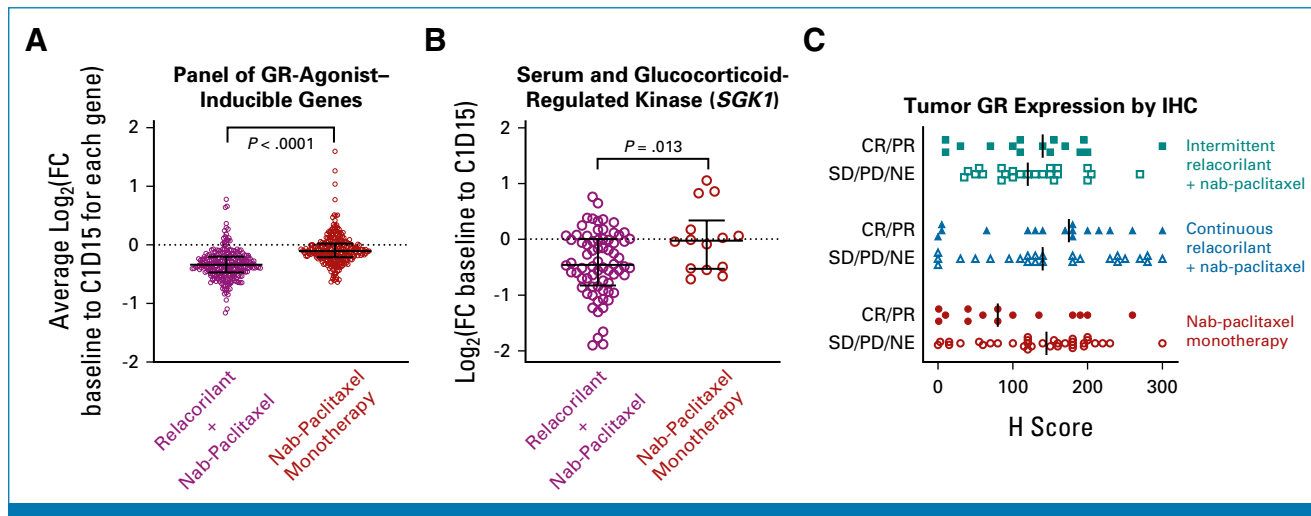 A
Panel of GR-Agonist–
Inducible Genes
Average Log2(FC
baseline to C1D15 for each gene)
2
1
0
-1
-2
P < .0001
Relacorilant
+
Nab-Paclitaxel
Nab-Paclitaxel
Monotherapy
B
Serum and Glucocorticoid-
Regulated Kinase (SGK1)
Log2(FC baseline to C1D15)
2
1
0
-1
-2
P = .013
Relacorilant
+
Nab-Paclitaxel
Nab-Paclitaxel
Monotherapy
C
Tumor GR Expression by IHC
CR/PR
SD/PD/NE
Intermittent
relacorilant
+ nab-paclitaxel
CR/PR
SD/PD/NE
Continuous
relacorilant
+ nab-paclitaxel
CR/PR
SD/PD/NE
Nab-paclitaxel
monotherapy
0
100
200
300
H Score